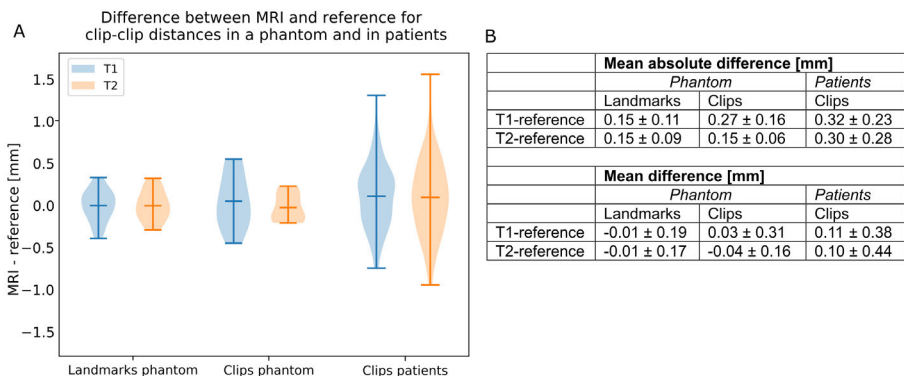 A
Difference between MRI and reference for
clip-clip distances in a phantom and in patients
T1
T2
MRI - reference [mm]
1.5
1.0
0.5
0.0
−0.5
−1.0
−1.5
Landmarks phantom
Clips phantom
Clips patients
B
Mean absolute difference [mm]
Phantom Patients
Landmarks Clips Clips
T1-reference 0.15 ± 0.11 0.27 ± 0.16 0.32 ± 0.23
T2-reference 0.15 ± 0.09 0.15 ± 0.06 0.30 ± 0.28
Mean difference [mm]
Phantom Patients
Landmarks Clips Clips
T1-reference -0.01 ± 0.19 0.03 ± 0.31 0.11 ± 0.38
T2-reference -0.01 ± 0.17 -0.04 ± 0.16 0.10 ± 0.44